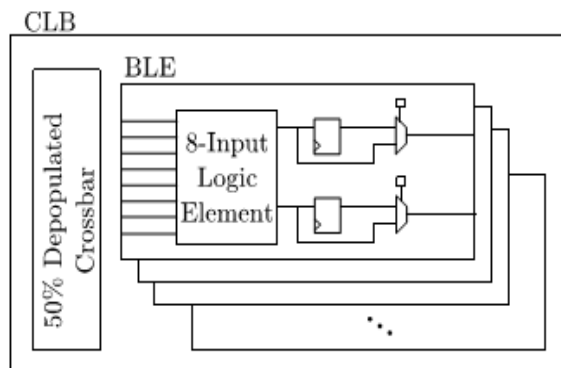 CLB
BLE
50% Depopulated
Crossbar
8-Input
Logic
Element